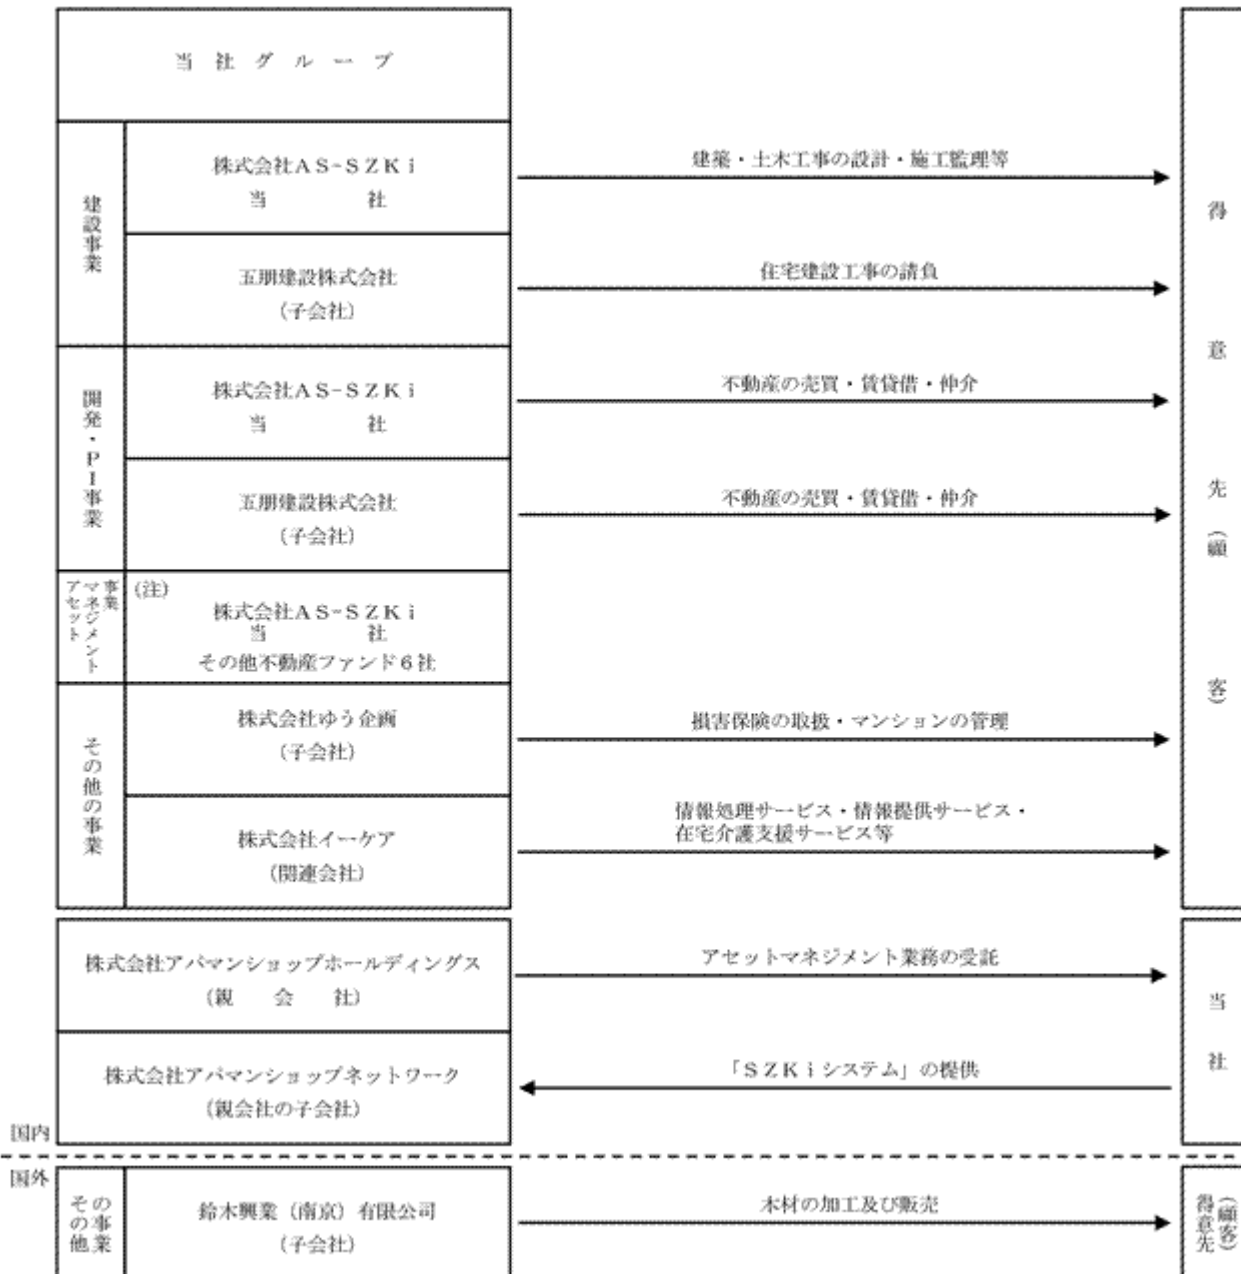 当社グループ
建設事業
株式会社AS-SZKi
当社
建築・土木工事の設計・施工監理等
五朋建設株式会社
(子会社)
住宅建設工事の請負
開発・PI事業
株式会社AS-SZKi
当社
不動産の売買・賃貸借・仲介
五朋建設株式会社
(子会社)
不動産の売買・賃貸借・仲介
アセット
マネジメント
事業
(注)
株式会社AS-SZKi
当社
その他不動産ファンド6社
その他の事業
株式会社ゆう企画
(子会社)
損害保険の取扱・マンションの管理
株式会社イーケア
(関連会社)
情報処理サービス・情報提供サービス・
在宅介護支援サービス等
得意先(顧客)
株式会社アパマンショップホールディングス
(親会社)
アセットマネジメント業務の受託
株式会社アパマンショップネットワーク
(親会社の子会社)
「SZKiシステム」の提供
当社
国内
国外
その他
の事業
鈴木興業(南京)有限公司
(子会社)
木材の加工及び販売
得意先
(顧客)